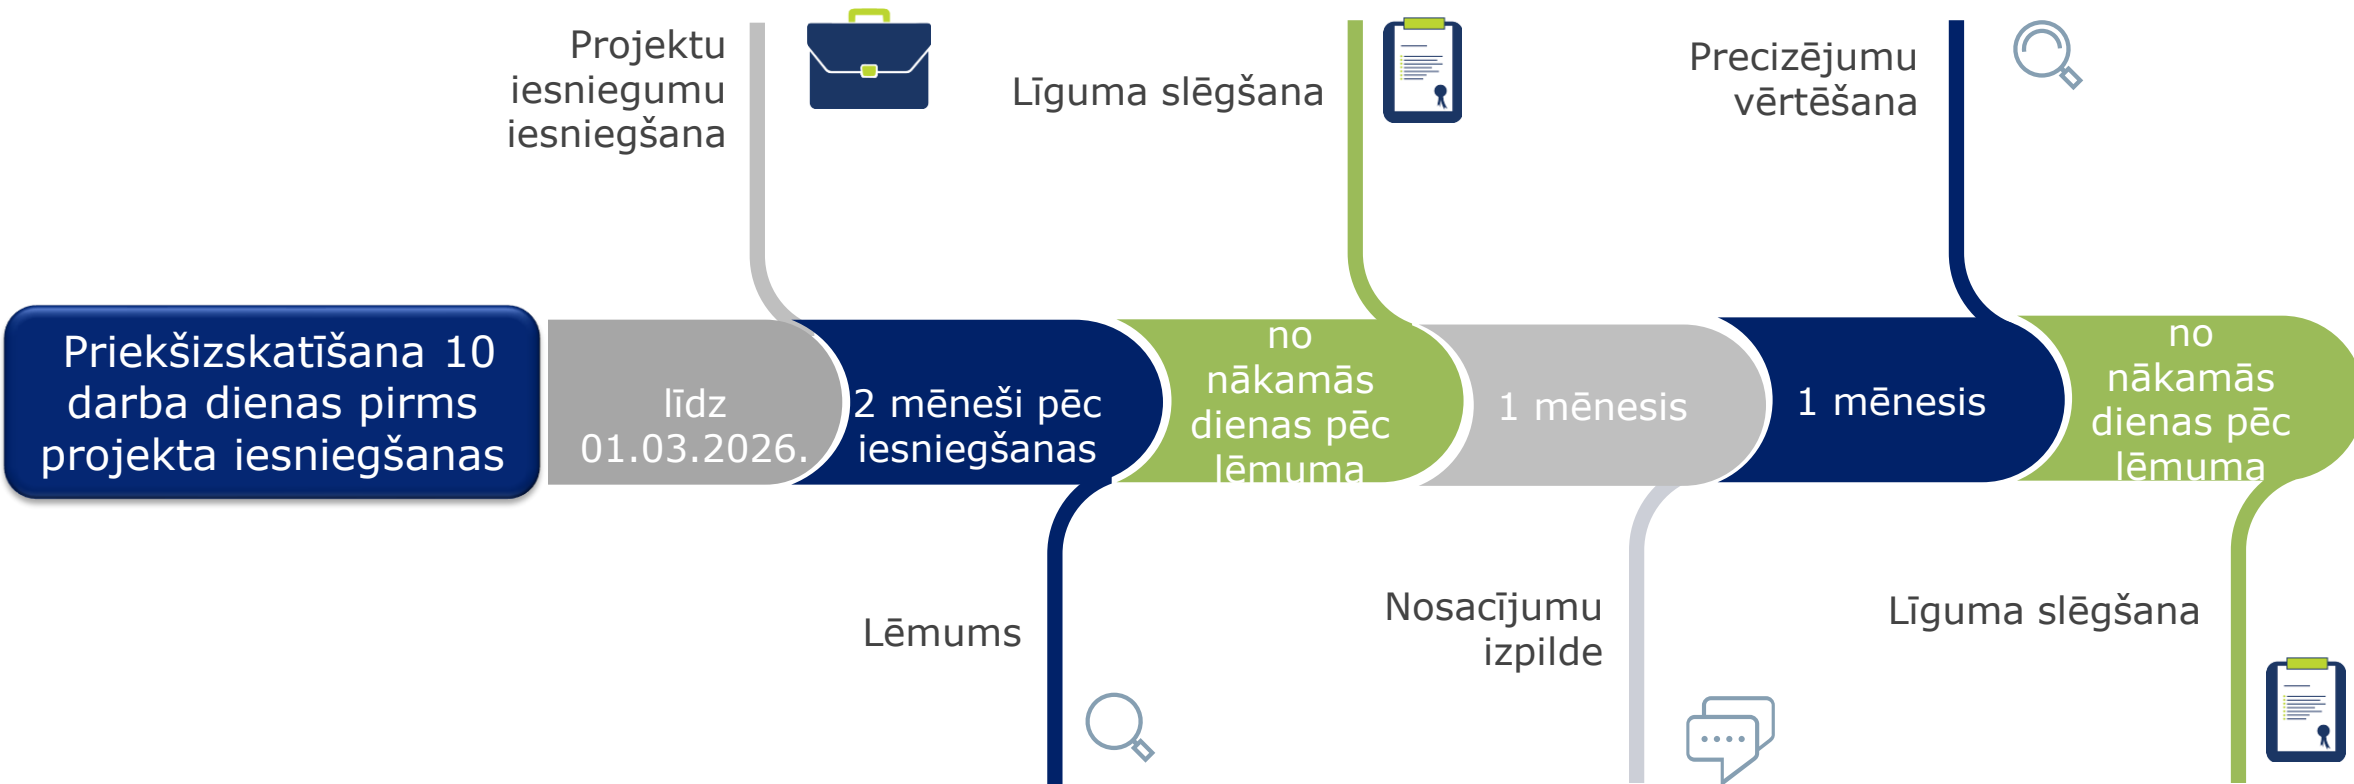 Projektu
iesniegumu
iesniegšana
Līguma slēgšana
Precizējumu
vērtēšana
Priekšizskatīšana 10
darba dienas pirms
projekta iesniegšanas
līdz
01.03.2026.
2 mēneši pēc
iesniegšanas
no
nākamās
dienas pēc
lēmuma
1 mēnesis
1 mēnesis
no
nākamās
dienas pēc
lēmuma
Lēmums
Nosacījumu
izpilde
Līguma slēgšana